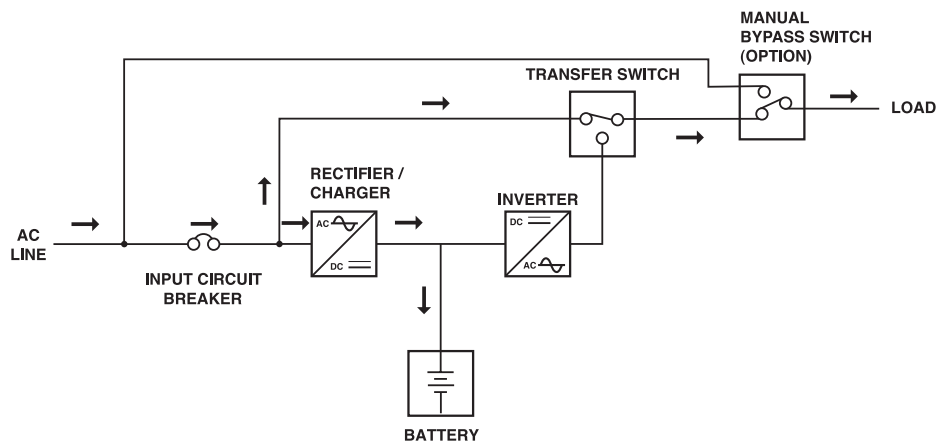 MANUAL
BYPASS SWITCH
(OPTION)
TRANSFER SWITCH
LOAD
RECTIFIER /
CHARGER
INVERTER
AC
DC
DC
AC
AC
LINE
INPUT CIRCUIT
BREAKER
BATTERY